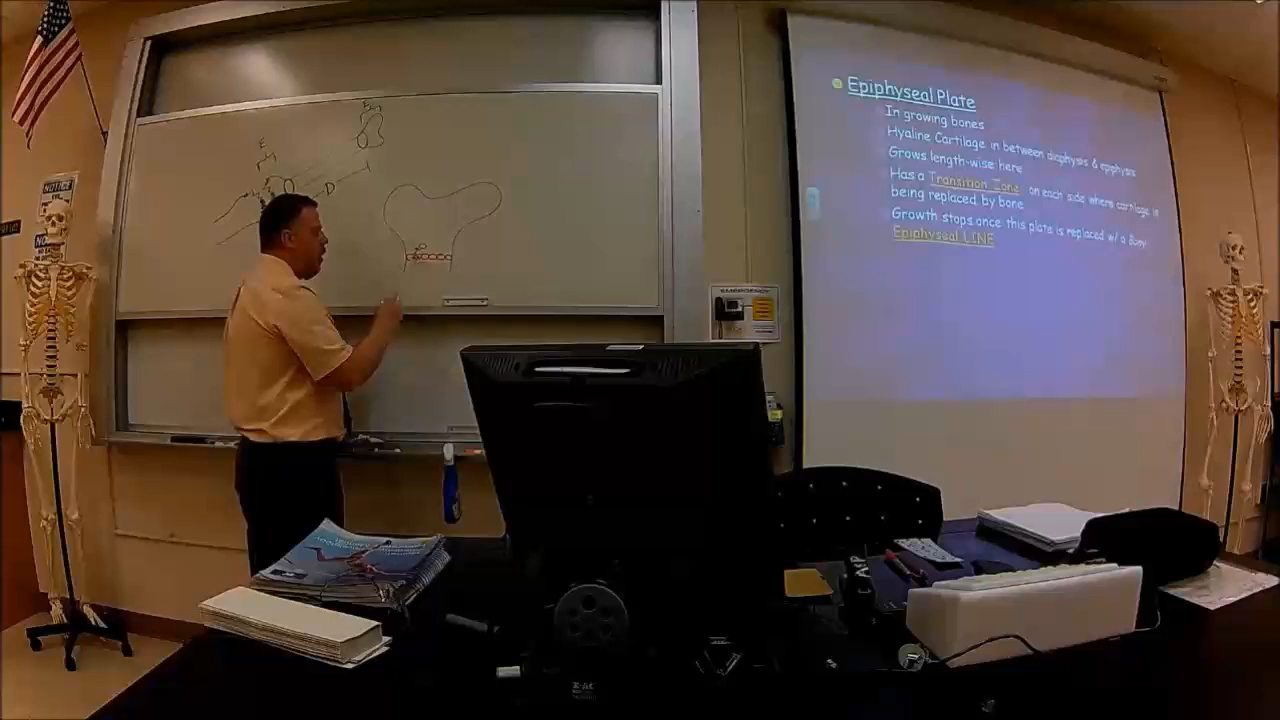 NOTICE
E
D
EMERGENCY
Epiphyseal Plate
In growing bones
Hyaline Cartilage in between diaphysis & epiphysis
Grows length-wise here
Has a Transition Zone on each side where cartilage is
being replaced by bone
Growth stops once this plate is replaced w/ a Bony
Epiphyseal LINE
A&P